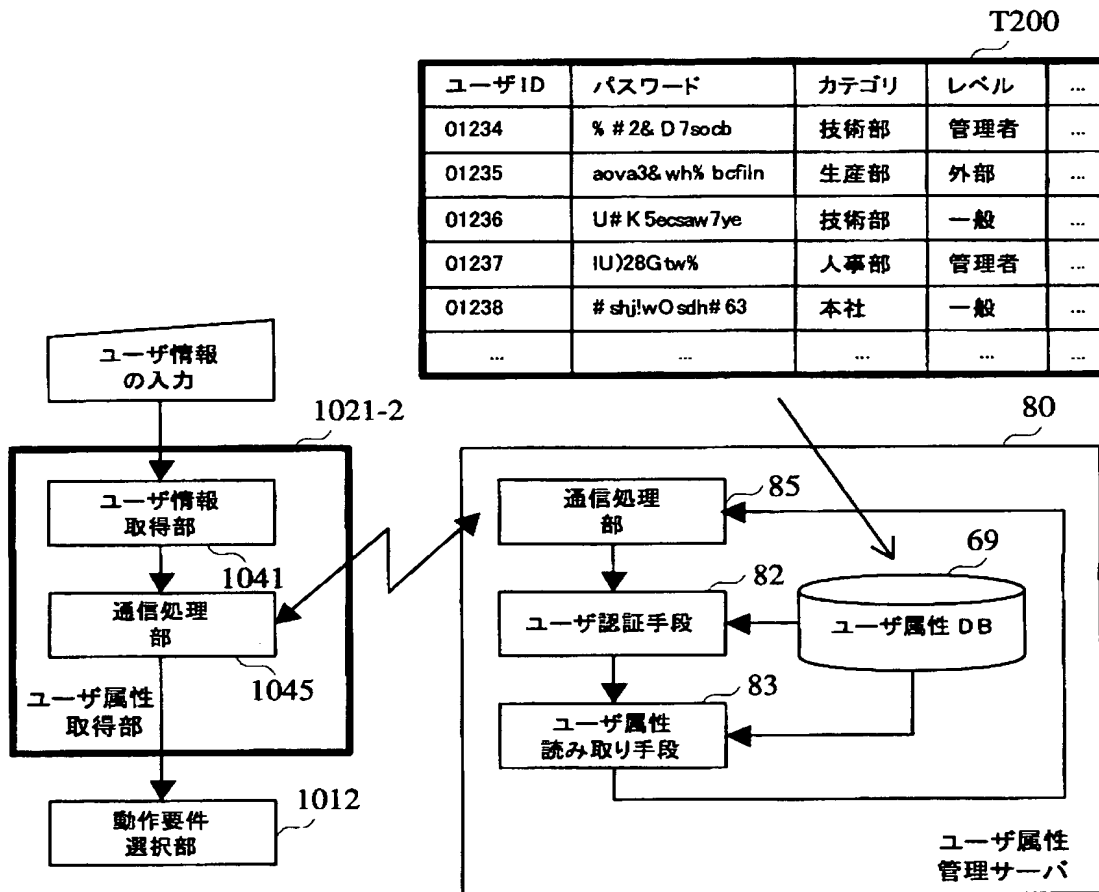 T200
ユーザID パスワード カテゴリ レベル ...
01234 % #2& D7socb 技術部 管理者 ...
01235 aova3& wh% bcfiln 生産部 外部 ...
01236 U# K5ecsaw7ye 技術部 一般 ...
01237 IU)28Gtw% 人事部 管理者 ...
01238 # shj!wOsdh# 63 本社 一般 ...
... ... ... ... ...
ユーザ情報
の入力
1021-2
ユーザ情報
取得部
1041
通信処理
部
1045
ユーザ属性
取得部
動作要件
選択部
1012
80
通信処理
部
85
ユーザ認証手段
82
ユーザ属性
読み取り手段
83
69
ユーザ属性 DB
ユーザ属性
管理サーバ